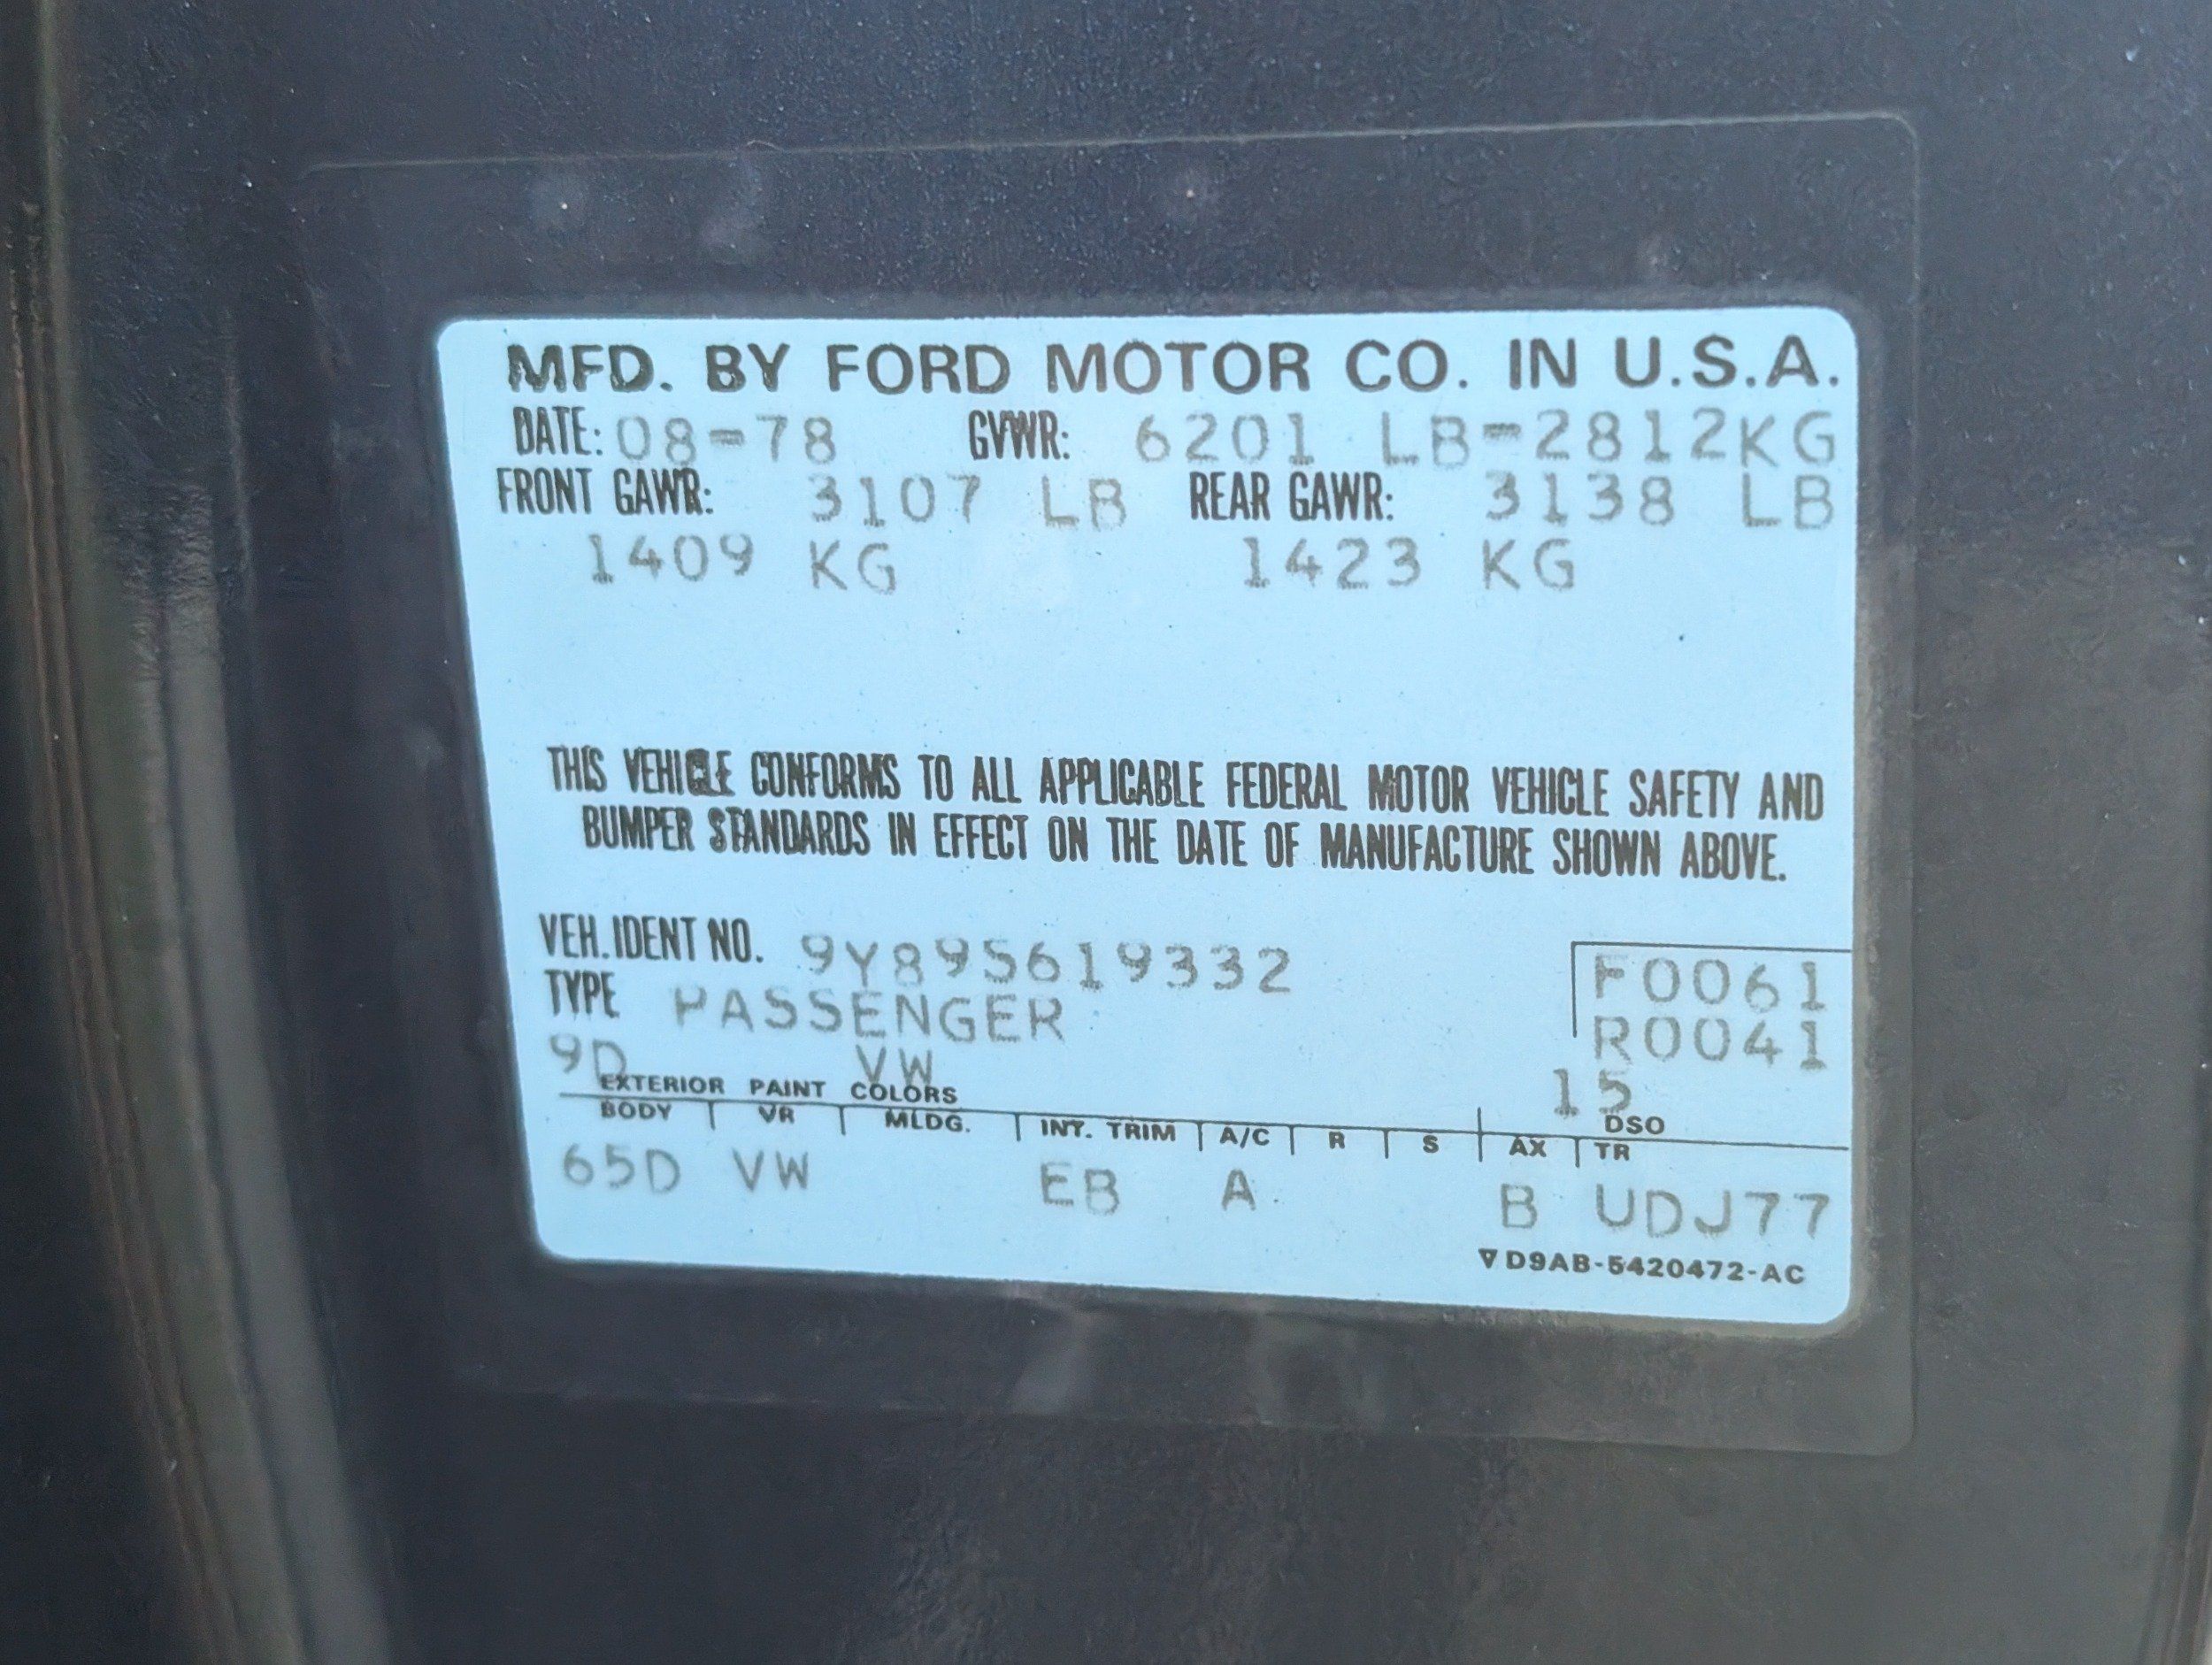 MFD. BY FORD MOTOR CO. IN U.S.A.
DATE: 08-78 GVWR: 6201 LB-2812KG
FRONT GAWR: 3107 LB REAR GAWR: 3138 LB
1409 KG 1423 KG
THIS VEHICLE CONFORMS TO ALL APPLICABLE FEDERAL MOTOR VEHICLE SAFETY AND
BUMPER STANDARDS IN EFFECT ON THE DATE OF MANUFACTURE SHOWN ABOVE.
VEH. IDENT NO. 9Y89S619332 F0061
TYPE PASSENGER R0041
9D VW 15
EXTERIOR PAINT COLORS DSO
BODY VR MLDG. INT. TRIM A/C R S AX TR
65D VW EB A B UDJ77
▽D9AB-5420472-AC